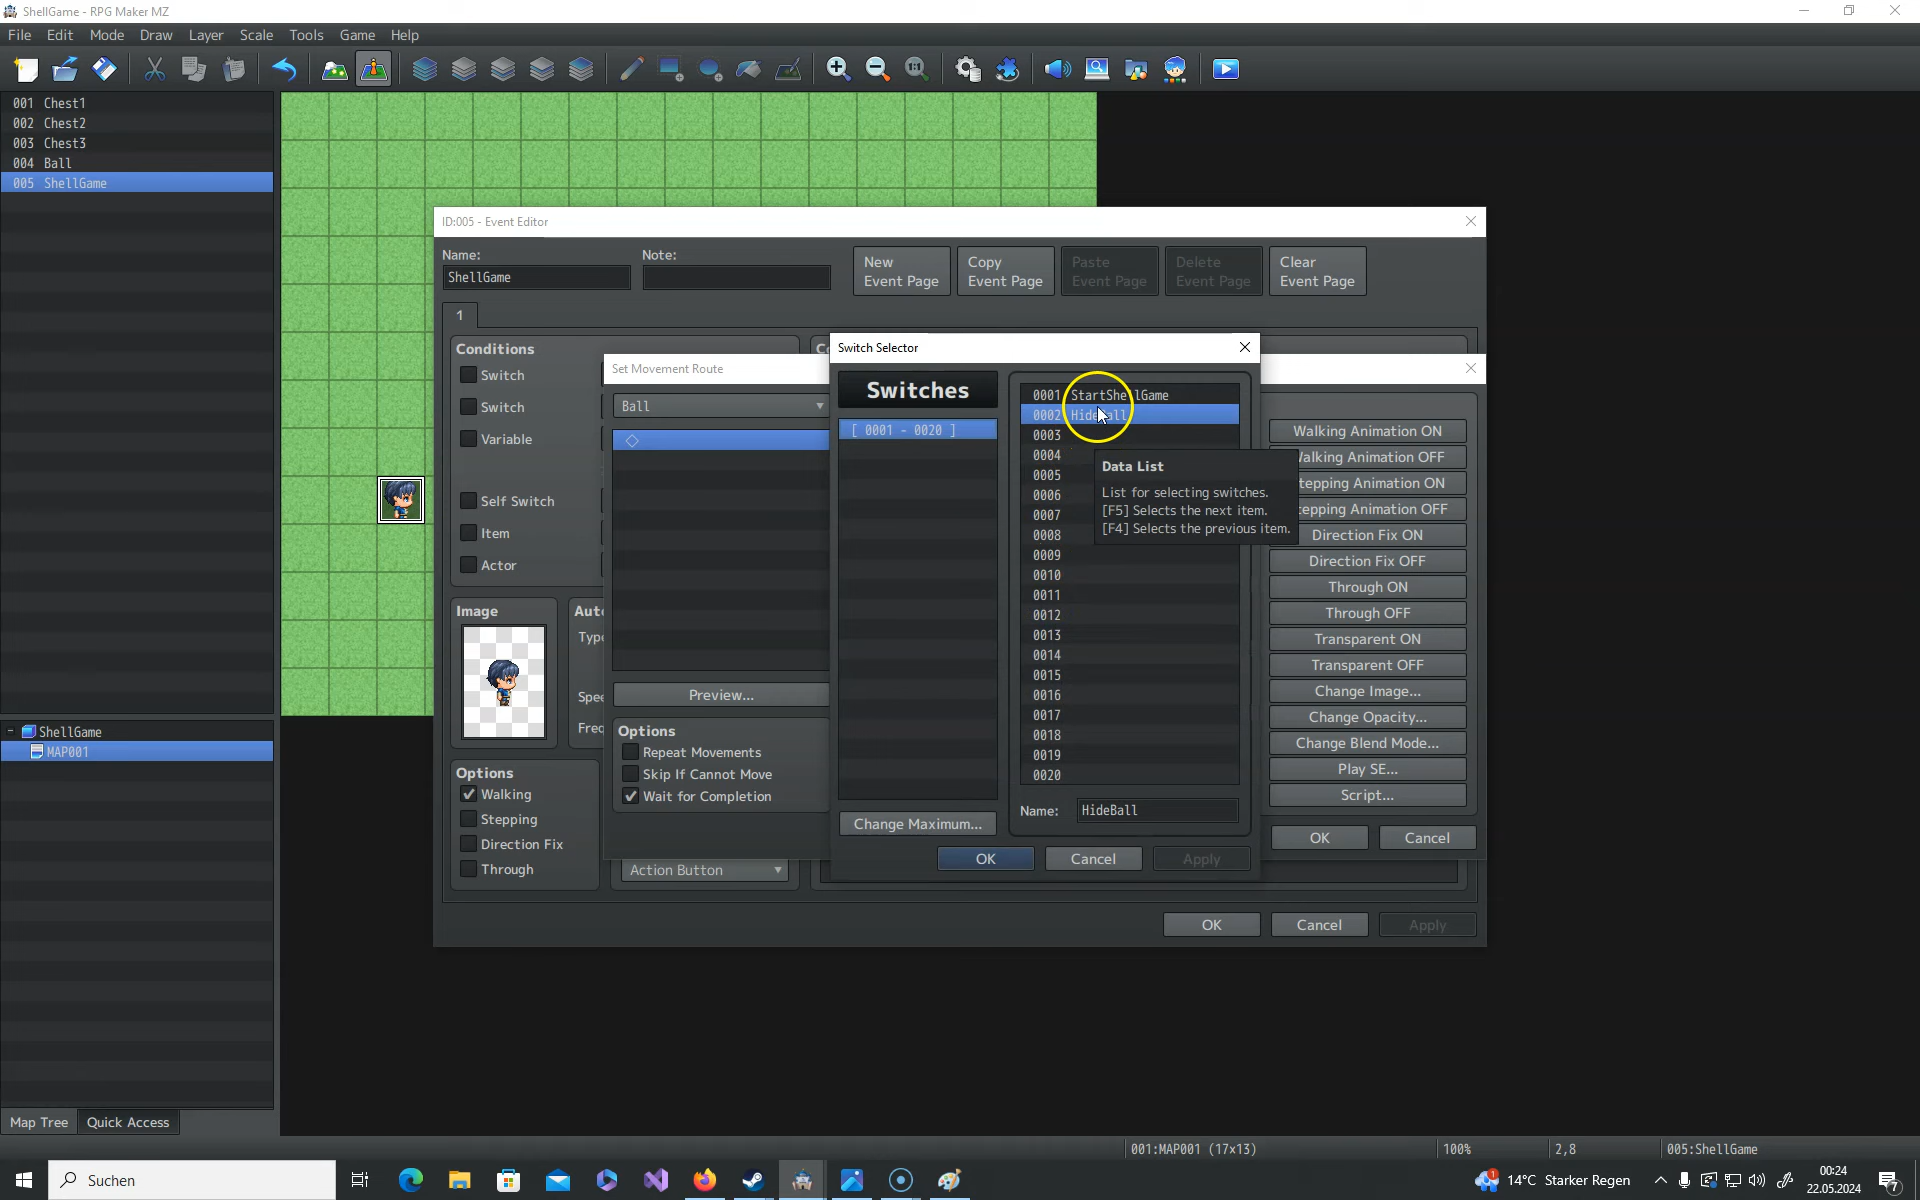 ShellGame - RPG Maker MZ
File Edit Mode Draw Layer Scale Tools Game Help
001 Chest1
002 Chest2
003 Chest3
004 Ball
005 ShellGame
ID:005 - Event Editor
Name:
ShellGame
Note:
New Event Page
Copy Event Page
Paste Event Page
Delete Event Page
Clear Event Page
1
Conditions
Switch
Switch
Variable
Self Switch
Item
Actor
Image
Auto
Type
Spee
Freq
Options
Walking
Stepping
Direction Fix
Through
Action Button
OK Cancel Apply
Set Movement Route
Ball
Preview...
Options
Repeat Movements
Skip If Cannot Move
Wait for Completion
Switch Selector
Switches
[ 0001 - 0020 ]
Change Maximum...
0001 StartShellGame
0002 HideBall
0003
0004
0005
0006
0007
0008
0009
0010
0011
0012
0013
0014
0015
0016
0017
0018
0019
0020
Name: HideBall
OK Cancel Apply
Data List
List for selecting switches.
[F5] Selects the next item.
[F4] Selects the previous item.
Walking Animation ON
alking Animation OFF
tepping Animation ON
epping Animation OFF
Direction Fix ON
Direction Fix OFF
Through ON
Through OFF
Transparent ON
Transparent OFF
Change Image...
Change Opacity...
Change Blend Mode...
Play SE...
Script...
OK Cancel
ShellGame
MAP001
Map Tree Quick Access
001:MAP001 (17x13) 100% 2,8 005:ShellGame
Suchen
14°C Starker Regen
00:24
22.05.2024
7